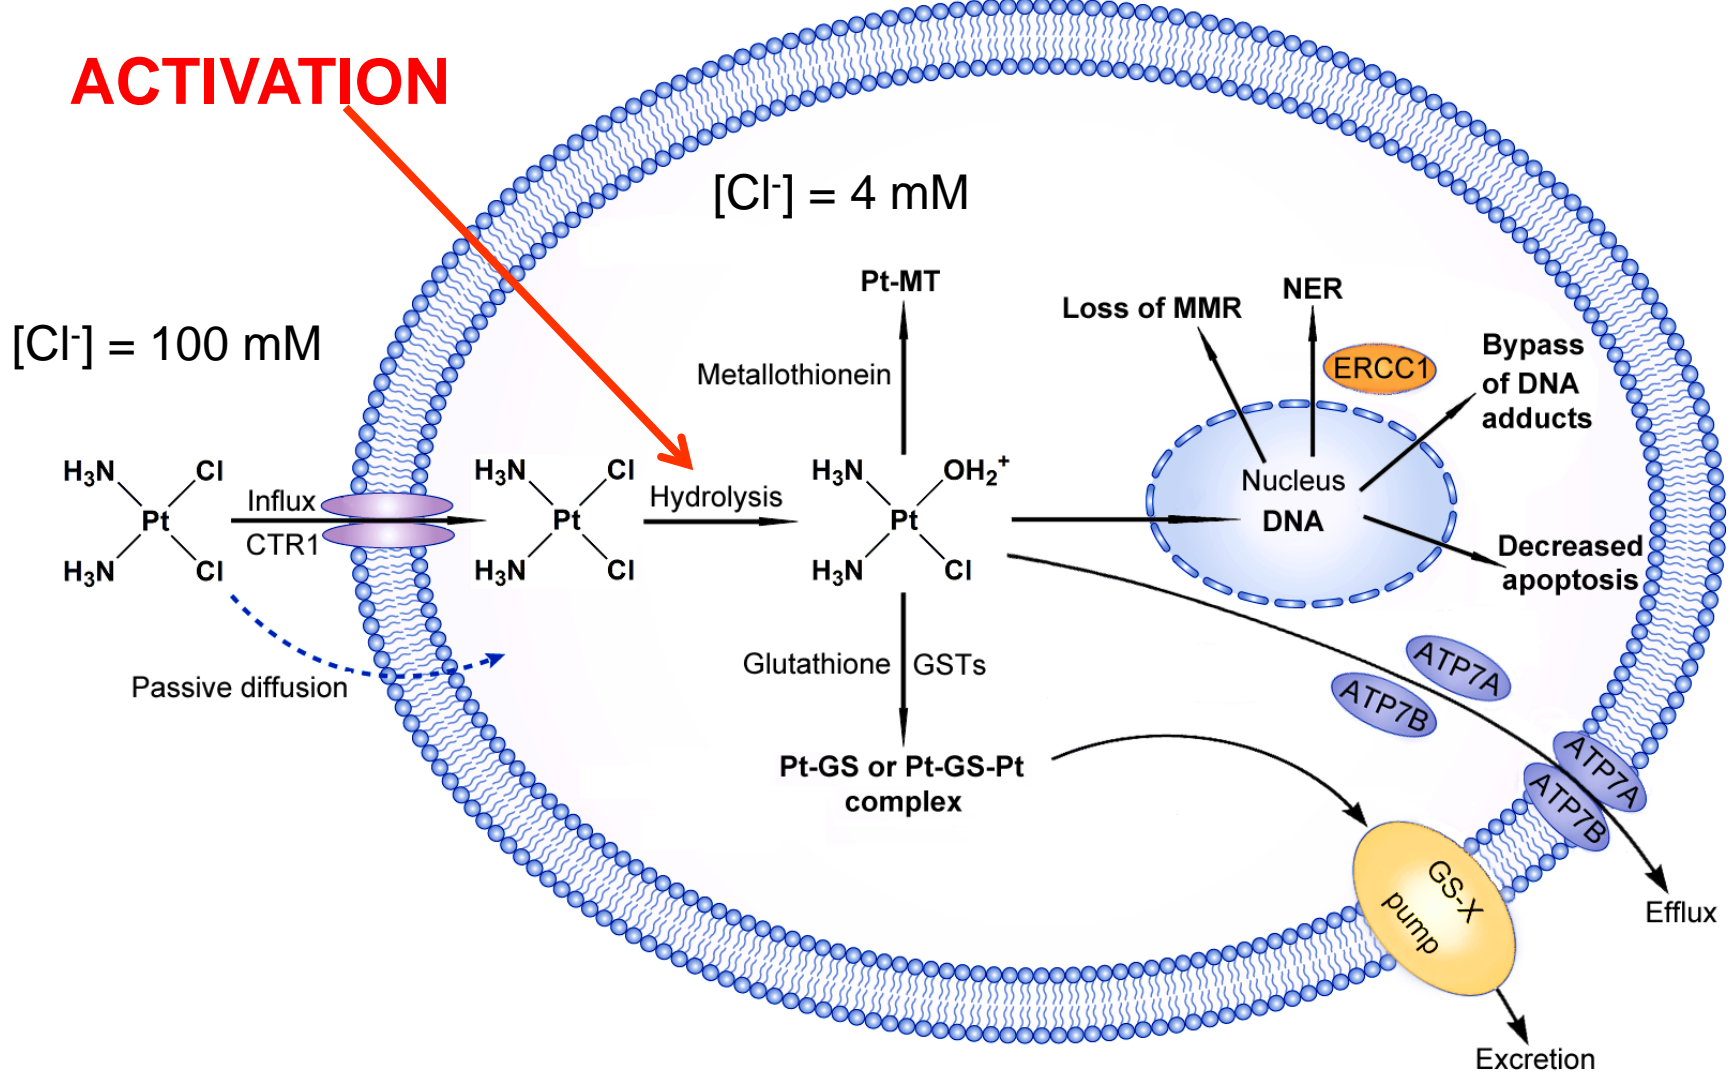 ACTIVATION
[Cl⁻] = 4 mM
[Cl⁻] = 100 mM
Pt-MT
Metallothionein
Loss of MMR
NER
ERCC1
Bypass
of DNA
adducts
H₃N
Cl
Pt
H₃N
Cl
Influx
CTR1
Passive diffusion
H₃N
Cl
Pt
H₃N
Cl
Hydrolysis
H₃N
OH₂⁺
Pt
H₃N
Cl
Nucleus
DNA
Decreased
apoptosis
Glutathione
GSTs
Pt-GS or Pt-GS-Pt
complex
ATP7A
ATP7B
ATP7A
ATP7B
GS-X
pump
Efflux
Excretion